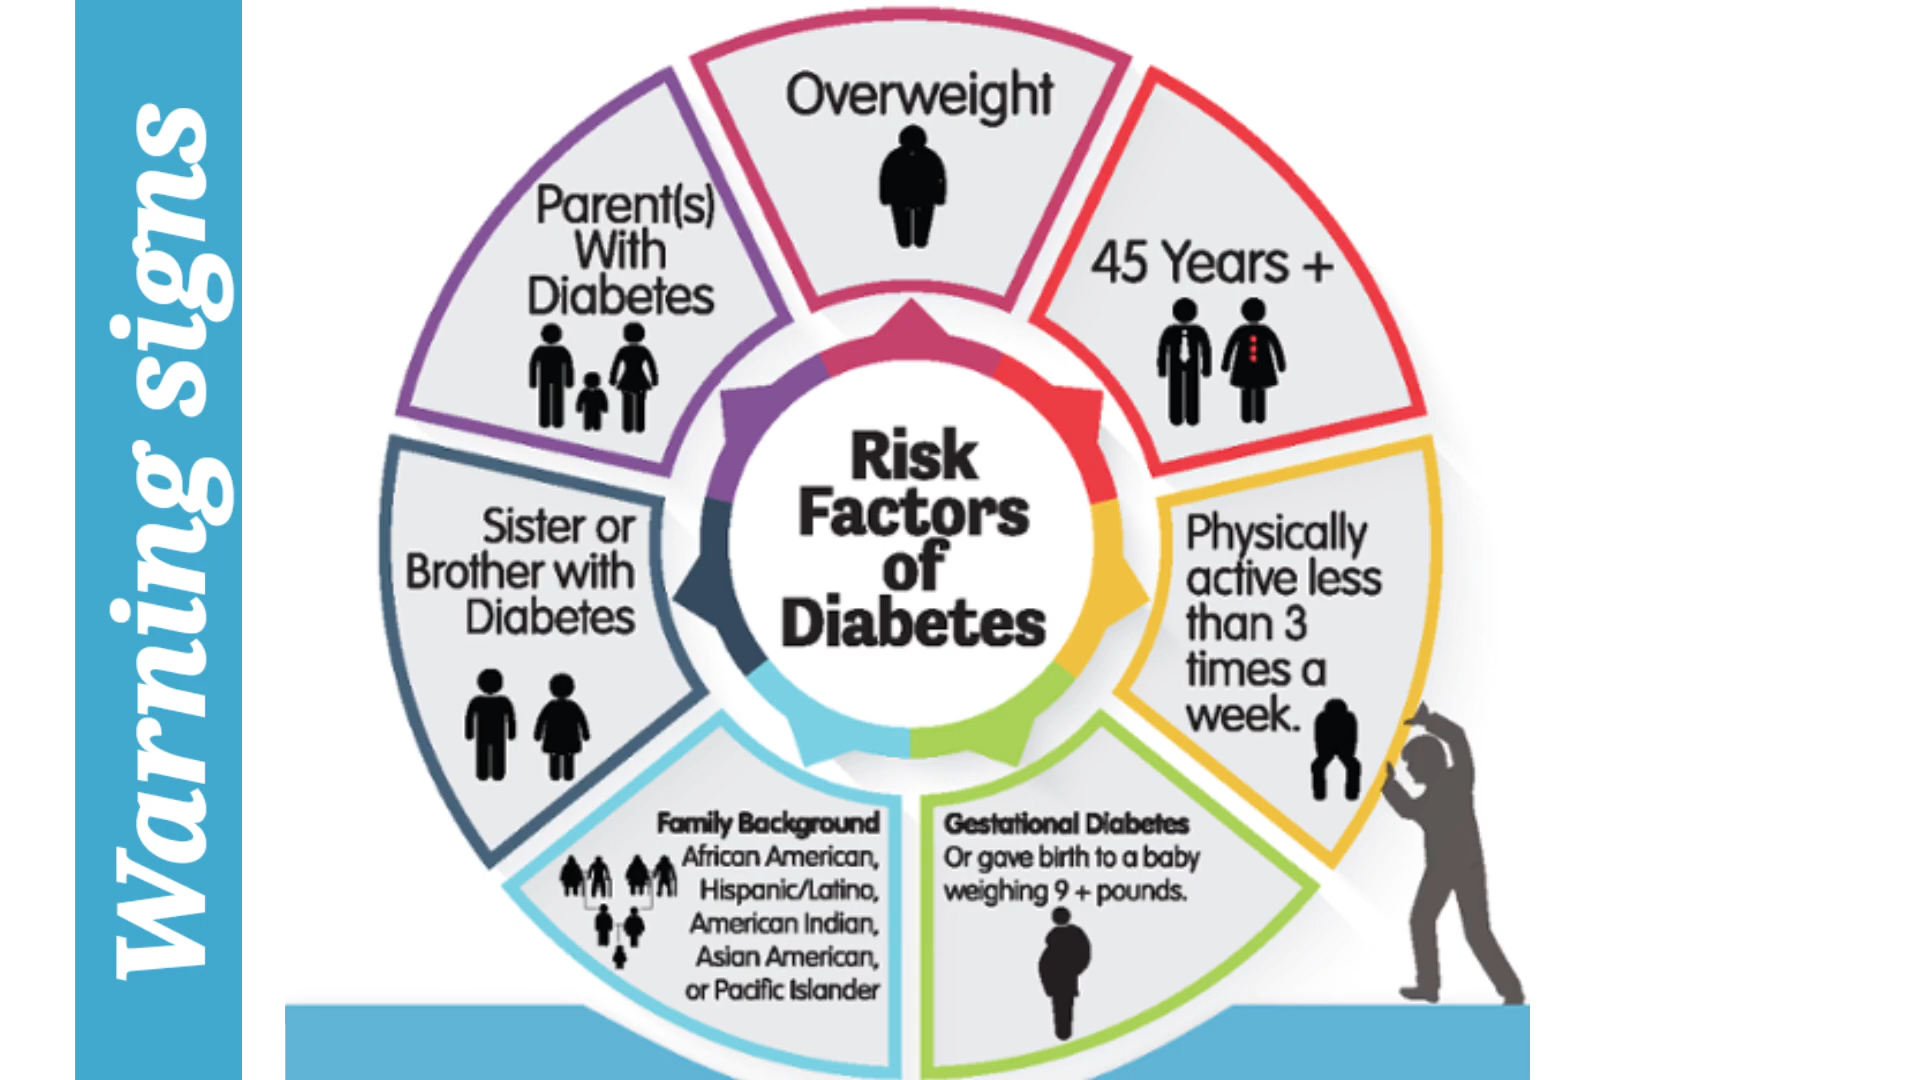 Warning signs
Overweight
45 Years +
Physically
active less
than 3
times a
week.
Gestational Diabetes
Or gave birth to a baby
weighing 9 + pounds.
Family Background
African American,
Hispanic/Latino,
American Indian,
Asian American,
or Pacific Islander
Sister or
Brother with
Diabetes
Parent(s)
With
Diabetes
Risk
Factors
of
Diabetes